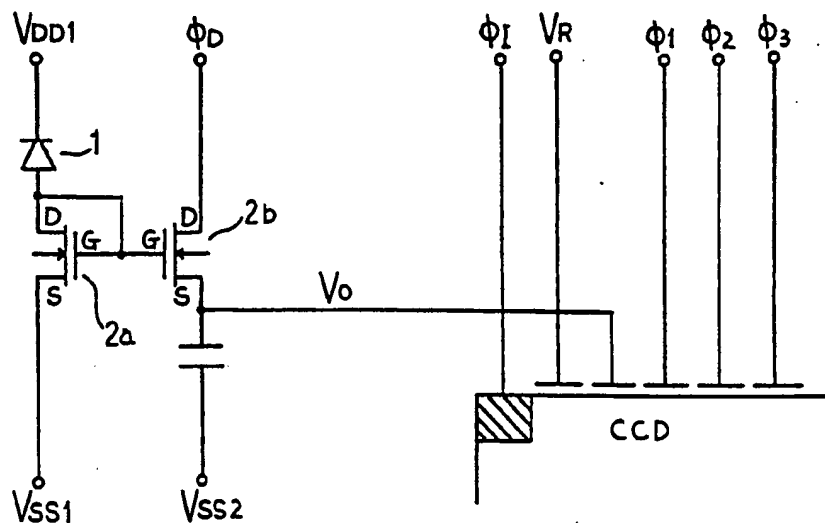 VDD1 ΦD ΦI VR Φ1 Φ2 Φ3
1
D D 2b
G G
S S VO
2a
CCD
VSS1 VSS2